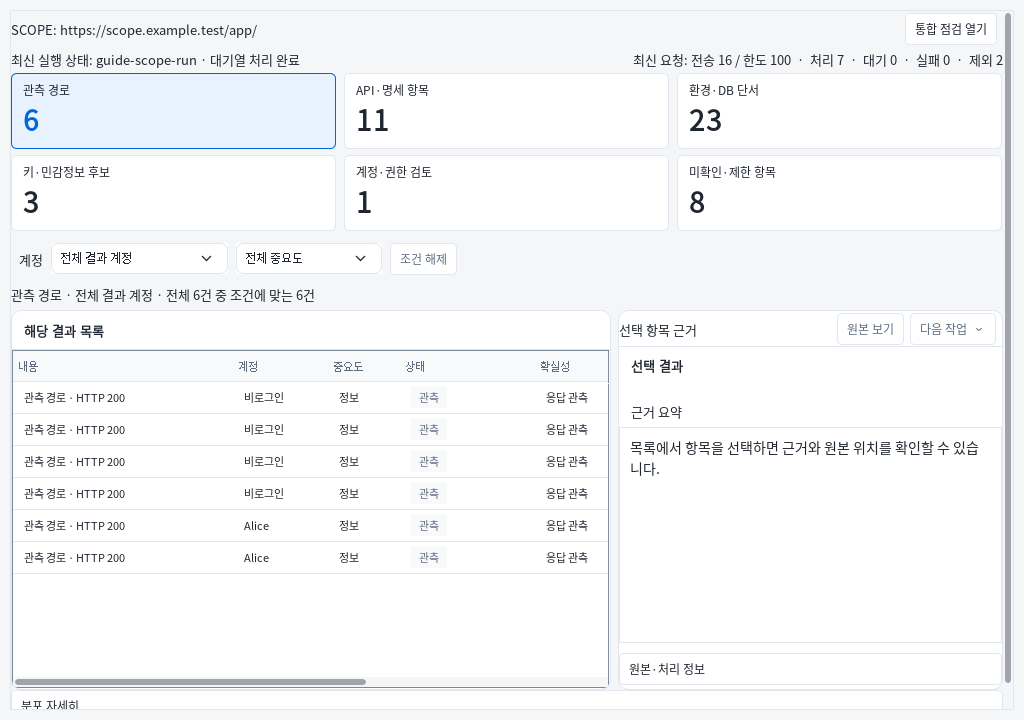 SCOPE: https://scope.example.test/app/
통합 점검 열기
최신 실행 상태: guide-scope-run · 대기열 처리 완료
최신 요청: 전송 16 / 한도 100 · 처리 7 · 대기 0 · 실패 0 · 제외 2
관측 경로
6
API·명세 항목
11
환경·DB 단서
23
키·민감정보 후보
3
계정·권한 검토
1
미확인·제한 항목
8
계정 전체 결과 계정 전체 중요도 조건 해제
관측 경로 · 전체 결과 계정 · 전체 6건 중 조건에 맞는 6건
해당 결과 목록
내용 계정 중요도 상태 확실성
관측 경로 · HTTP 200 비로그인 정보 관측 응답 관측
관측 경로 · HTTP 200 비로그인 정보 관측 응답 관측
관측 경로 · HTTP 200 비로그인 정보 관측 응답 관측
관측 경로 · HTTP 200 비로그인 정보 관측 응답 관측
관측 경로 · HTTP 200 Alice 정보 관측 응답 관측
관측 경로 · HTTP 200 Alice 정보 관측 응답 관측
선택 항목 근거 원본 보기 다음 작업
선택 결과
근거 요약
목록에서 항목을 선택하면 근거와 원본 위치를 확인할 수 있습
니다.
원본·처리 정보
분포 자세히